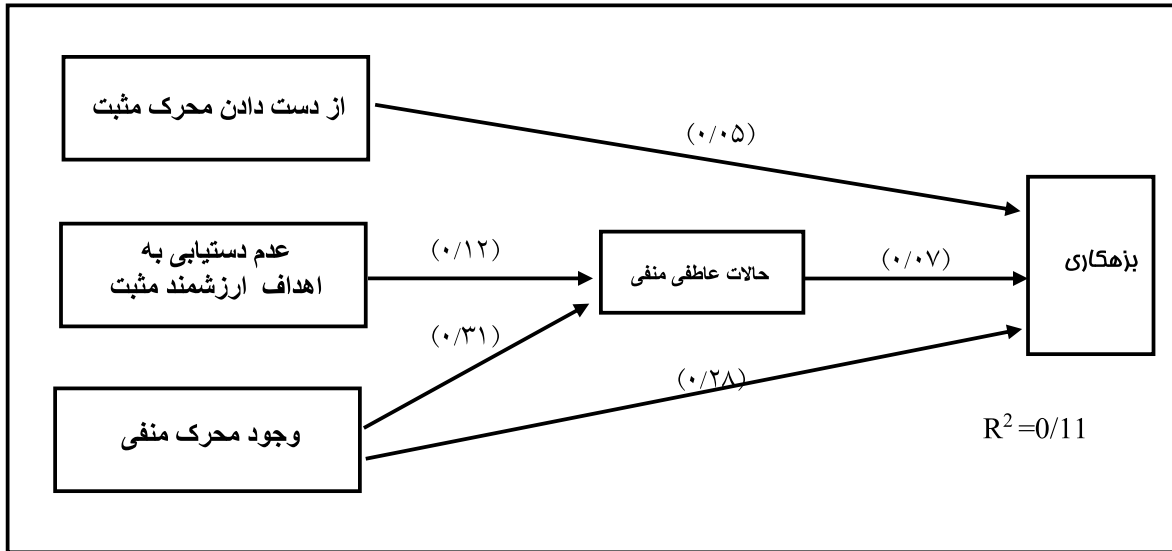 از دست دادن محرک مثبت
(۰/۰۵)
عدم دستیابی به
اهداف ارزشمند مثبت
(۰/۱۲)
حالات عاطفی منفی
(۰/۰۷)
بزهکاری
(۰/۳۱)
(۰/۲۸)
وجود محرک منفی
R² =0/11